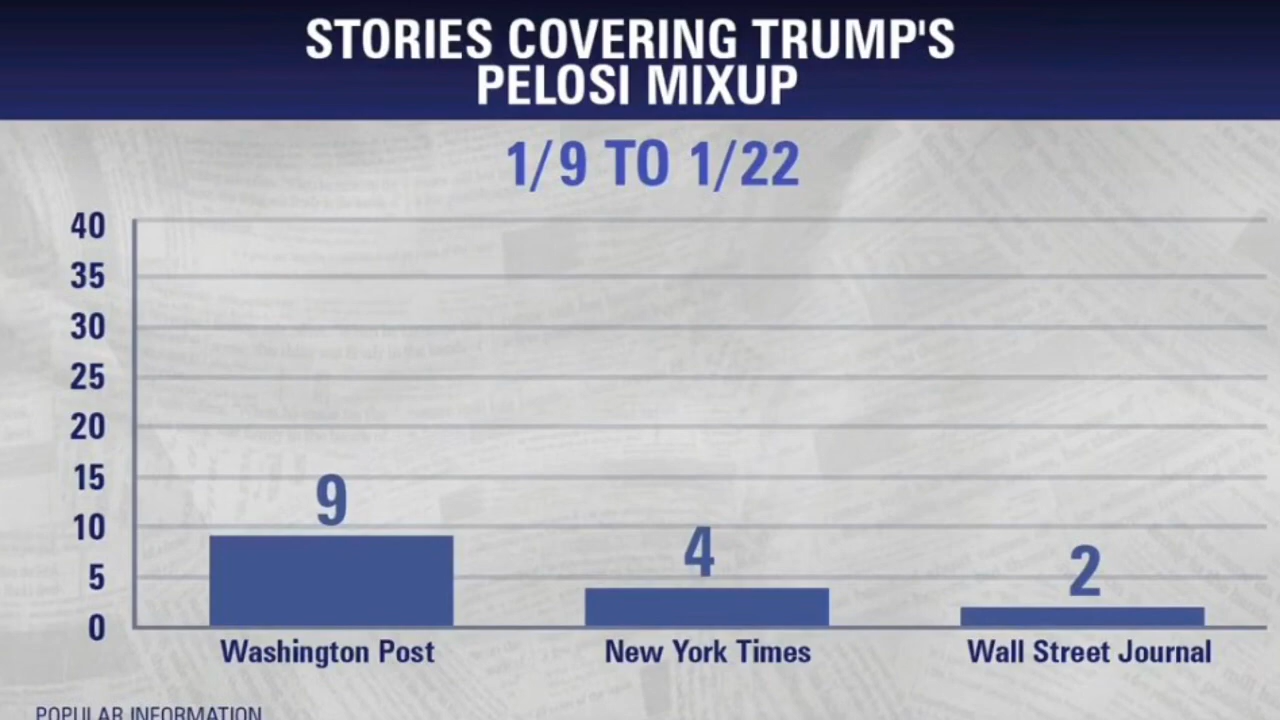 STORIES COVERING TRUMP'S
PELOSI MIXUP
1/9 TO 1/22
40
35
30
25
20
15
10
5
0
9
4
2
Washington Post
New York Times
Wall Street Journal
POPULAR INFORMATION